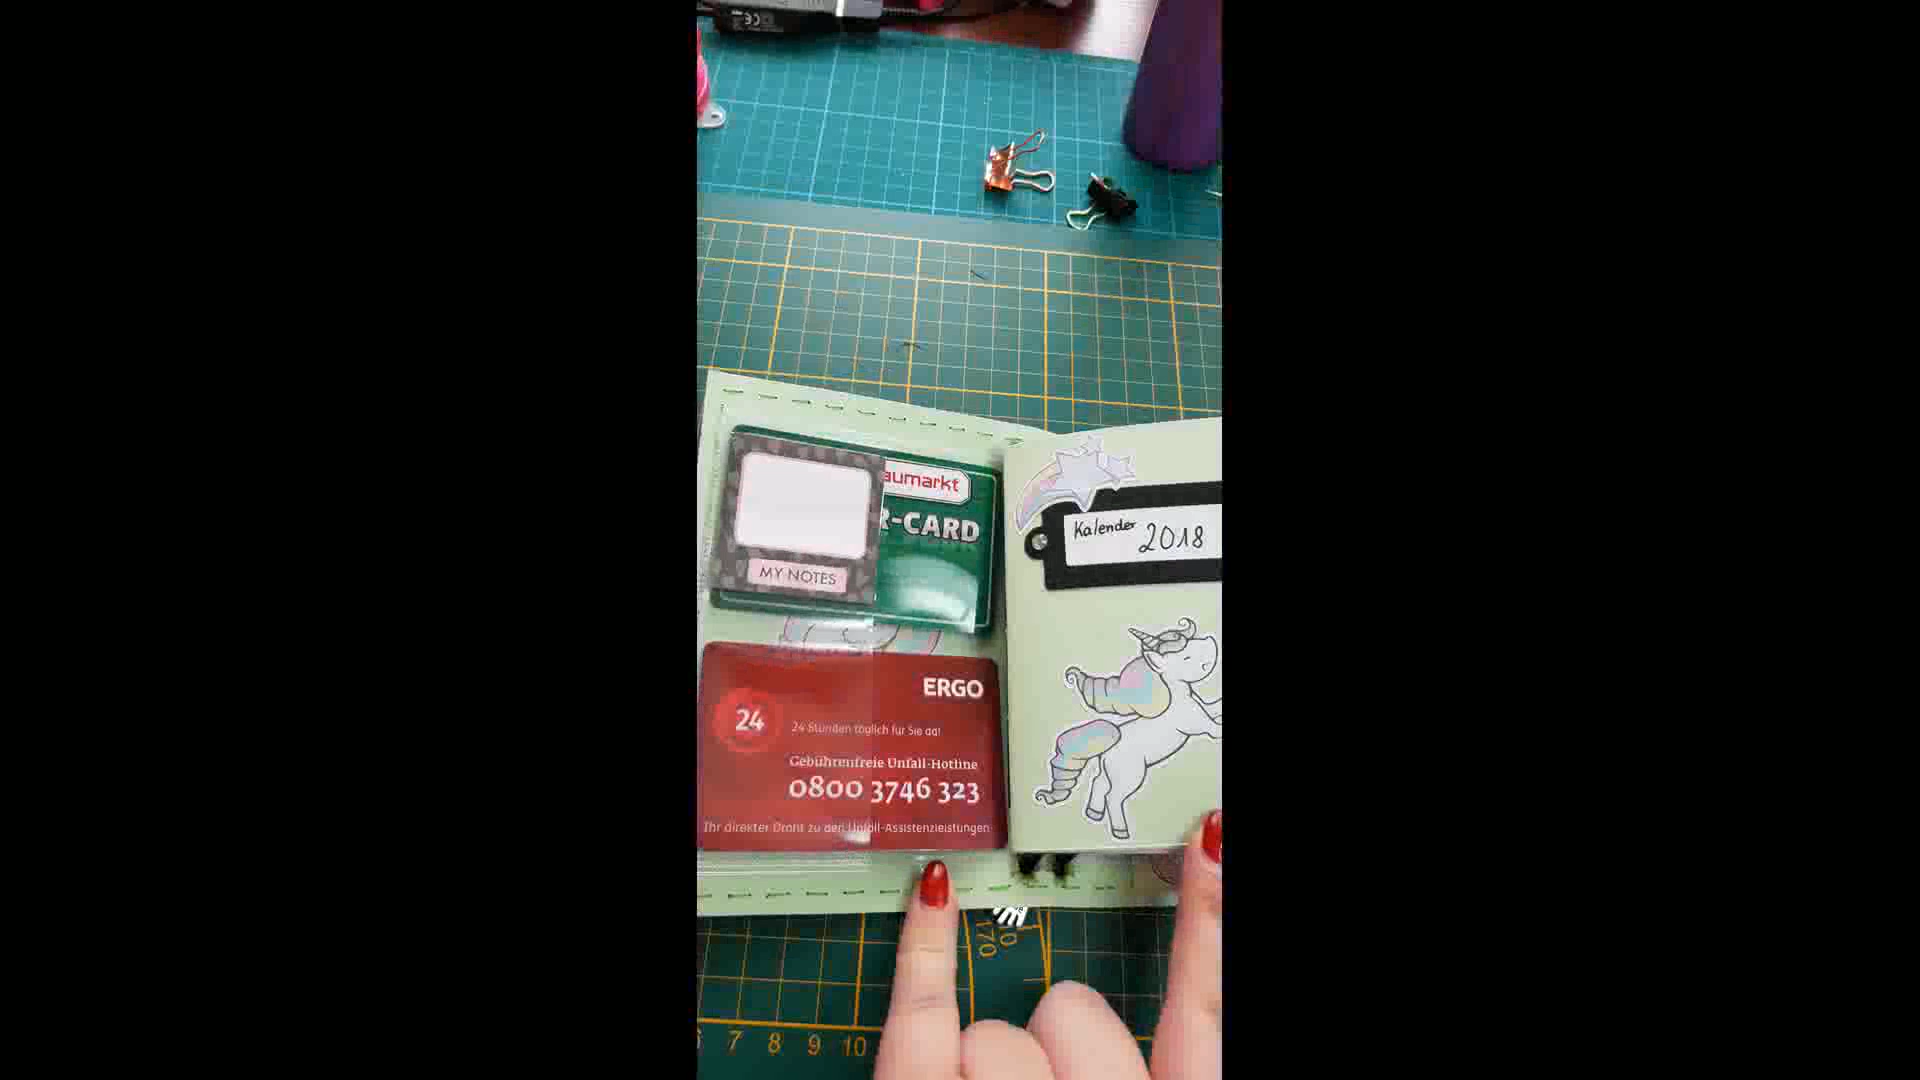 aumarkt
R-CARD
MY NOTES
ERGO
24
24 Stunden täglich für Sie da!
Gebührenfreie Unfall-Hotline
0800 3746 323
Ihr direkter Draht zu den Unfall-Assistenzleistungen
Kalender
2018
170
7 8 9 10